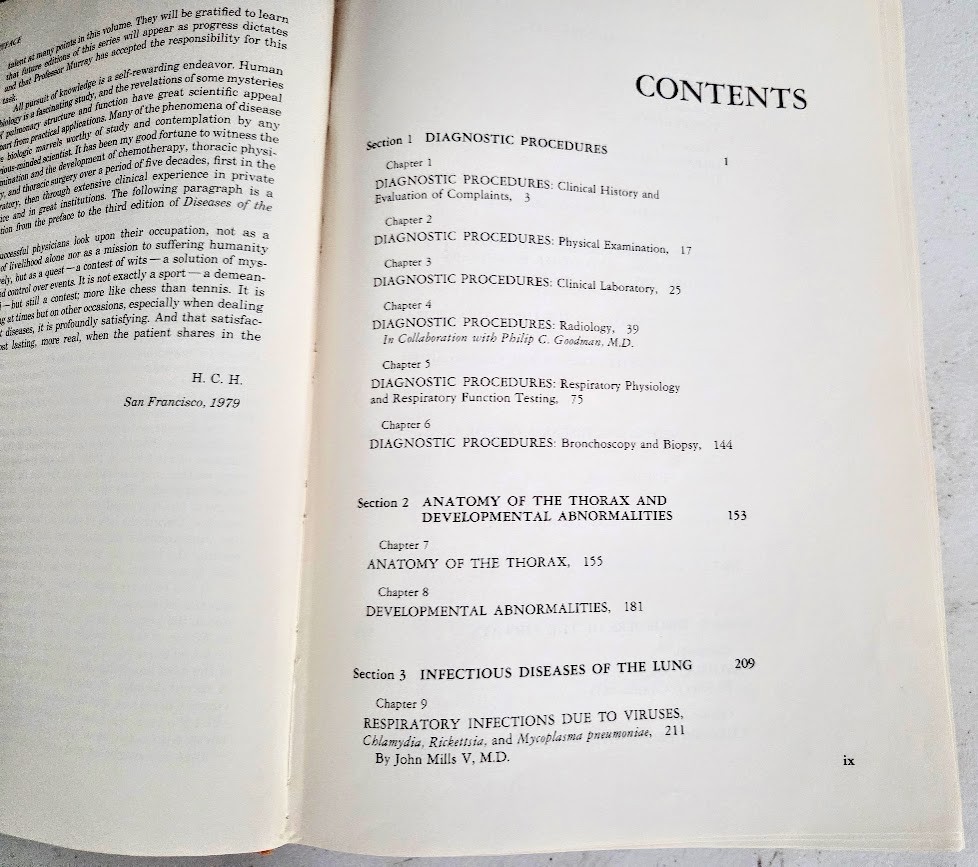 PREFACE
talent at many points in this volume. They will be gratified to learn
that future editions of this series will appear as progress dictates
and that Professor Murray has accepted the responsibility for this
task.
All pursuit of knowledge is a self-rewarding endeavor. Human
biology is a fascinating study, and the revelations of some mysteries
of pulmonary structure and function have great scientific appeal
apart from practical applications. Many of the phenomena of disease
biologic marvels worthy of study and contemplation by any
minded scientist. It has been my good fortune to witness the
and the development of chemotherapy, thoracic physi-
and thoracic surgery over a period of five decades, first in the
then through extensive clinical experience in private
and in great institutions. The following paragraph is a
from the preface to the third edition of Diseases of the
physicians look upon their occupation, not as a
of livelihood alone nor as a mission to suffering humanity
but as a quest — a contest of wits — a solution of mys-
control over events. It is not exactly a sport — a demean-
— but still a contest; more like chess than tennis. It is
at times but on other occasions, especially when dealing
diseases, it is profoundly satisfying. And that satisfac-
lasting, more real, when the patient shares in the
H. C. H.
San Francisco, 1979
CONTENTS
Section 1 DIAGNOSTIC PROCEDURES 1
Chapter 1
DIAGNOSTIC PROCEDURES: Clinical History and
Evaluation of Complaints, 3
Chapter 2
DIAGNOSTIC PROCEDURES: Physical Examination, 17
Chapter 3
DIAGNOSTIC PROCEDURES: Clinical Laboratory, 25
Chapter 4
DIAGNOSTIC PROCEDURES: Radiology, 39
In Collaboration with Philip C. Goodman, M.D.
Chapter 5
DIAGNOSTIC PROCEDURES: Respiratory Physiology
and Respiratory Function Testing, 75
Chapter 6
DIAGNOSTIC PROCEDURES: Bronchoscopy and Biopsy, 144
Section 2 ANATOMY OF THE THORAX AND
DEVELOPMENTAL ABNORMALITIES 153
Chapter 7
ANATOMY OF THE THORAX, 155
Chapter 8
DEVELOPMENTAL ABNORMALITIES, 181
Section 3 INFECTIOUS DISEASES OF THE LUNG 209
Chapter 9
RESPIRATORY INFECTIONS DUE TO VIRUSES,
Chlamydia, Rickettsia, and Mycoplasma pneumoniae, 211
By John Mills V, M.D.
ix